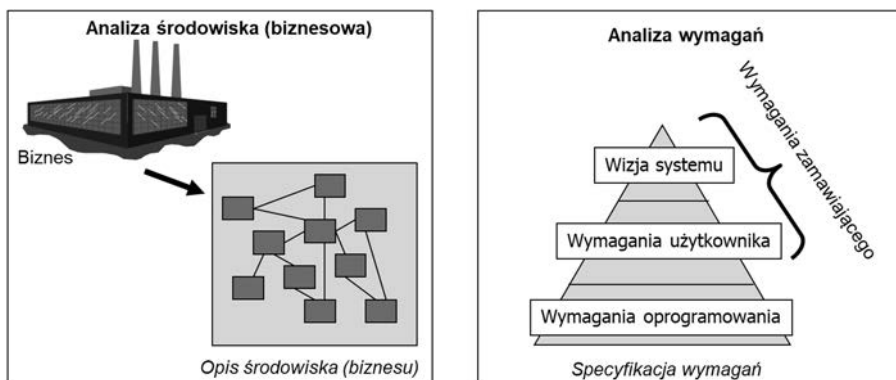 Analiza środowiska (biznesowa)
Biznes
Opis środowiska (biznesu)
Analiza wymagań
Wymagania zamawiającego
Wizja systemu
Wymagania użytkownika
Wymagania oprogramowania
Specyfikacja wymagań